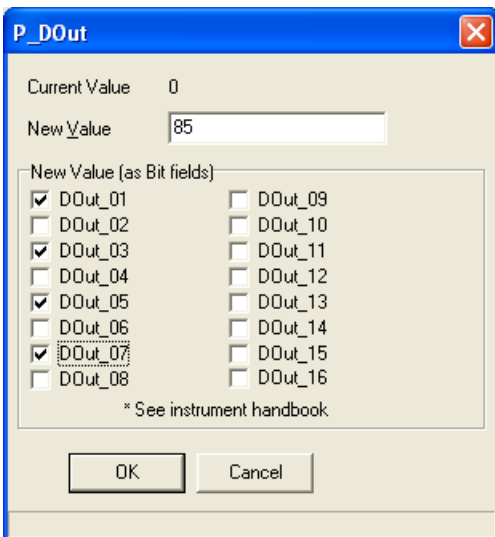 P_DOut
Current Value 0
New Value 85
New Value (as Bit fields)
DOut_01 DOut_09
DOut_02 DOut_10
DOut_03 DOut_11
DOut_04 DOut_12
DOut_05 DOut_13
DOut_06 DOut_14
DOut_07 DOut_15
DOut_08 DOut_16
* See instrument handbook
OK Cancel